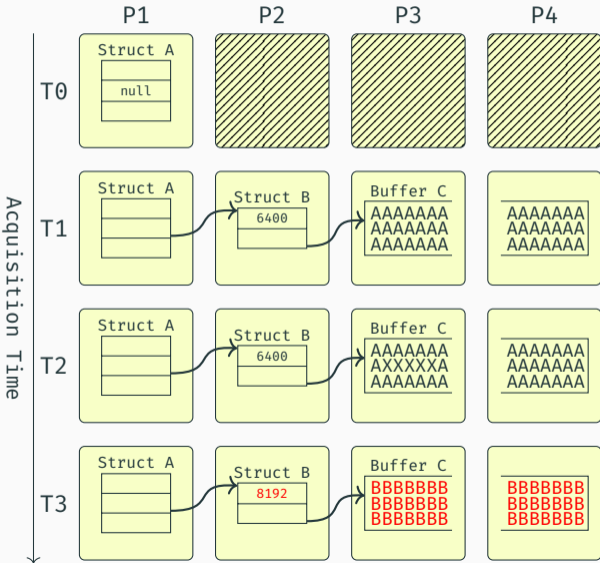 P1 P2 P3 P4
Acquisition Time
T0
Struct A
null
T1
Struct A
Struct B
6400
Buffer C
AAAAAAA AAAAAAA
AAAAAAA AAAAAAA
AAAAAAA AAAAAAA
T2
Struct A
Struct B
6400
Buffer C
AAAAAAA AAAAAAA
AXXXXXA AAAAAAA
AAAAAAA AAAAAAA
T3
Struct A
Struct B
8192
Buffer C
BBBBBBB BBBBBBB
BBBBBBB BBBBBBB
BBBBBBB BBBBBBB